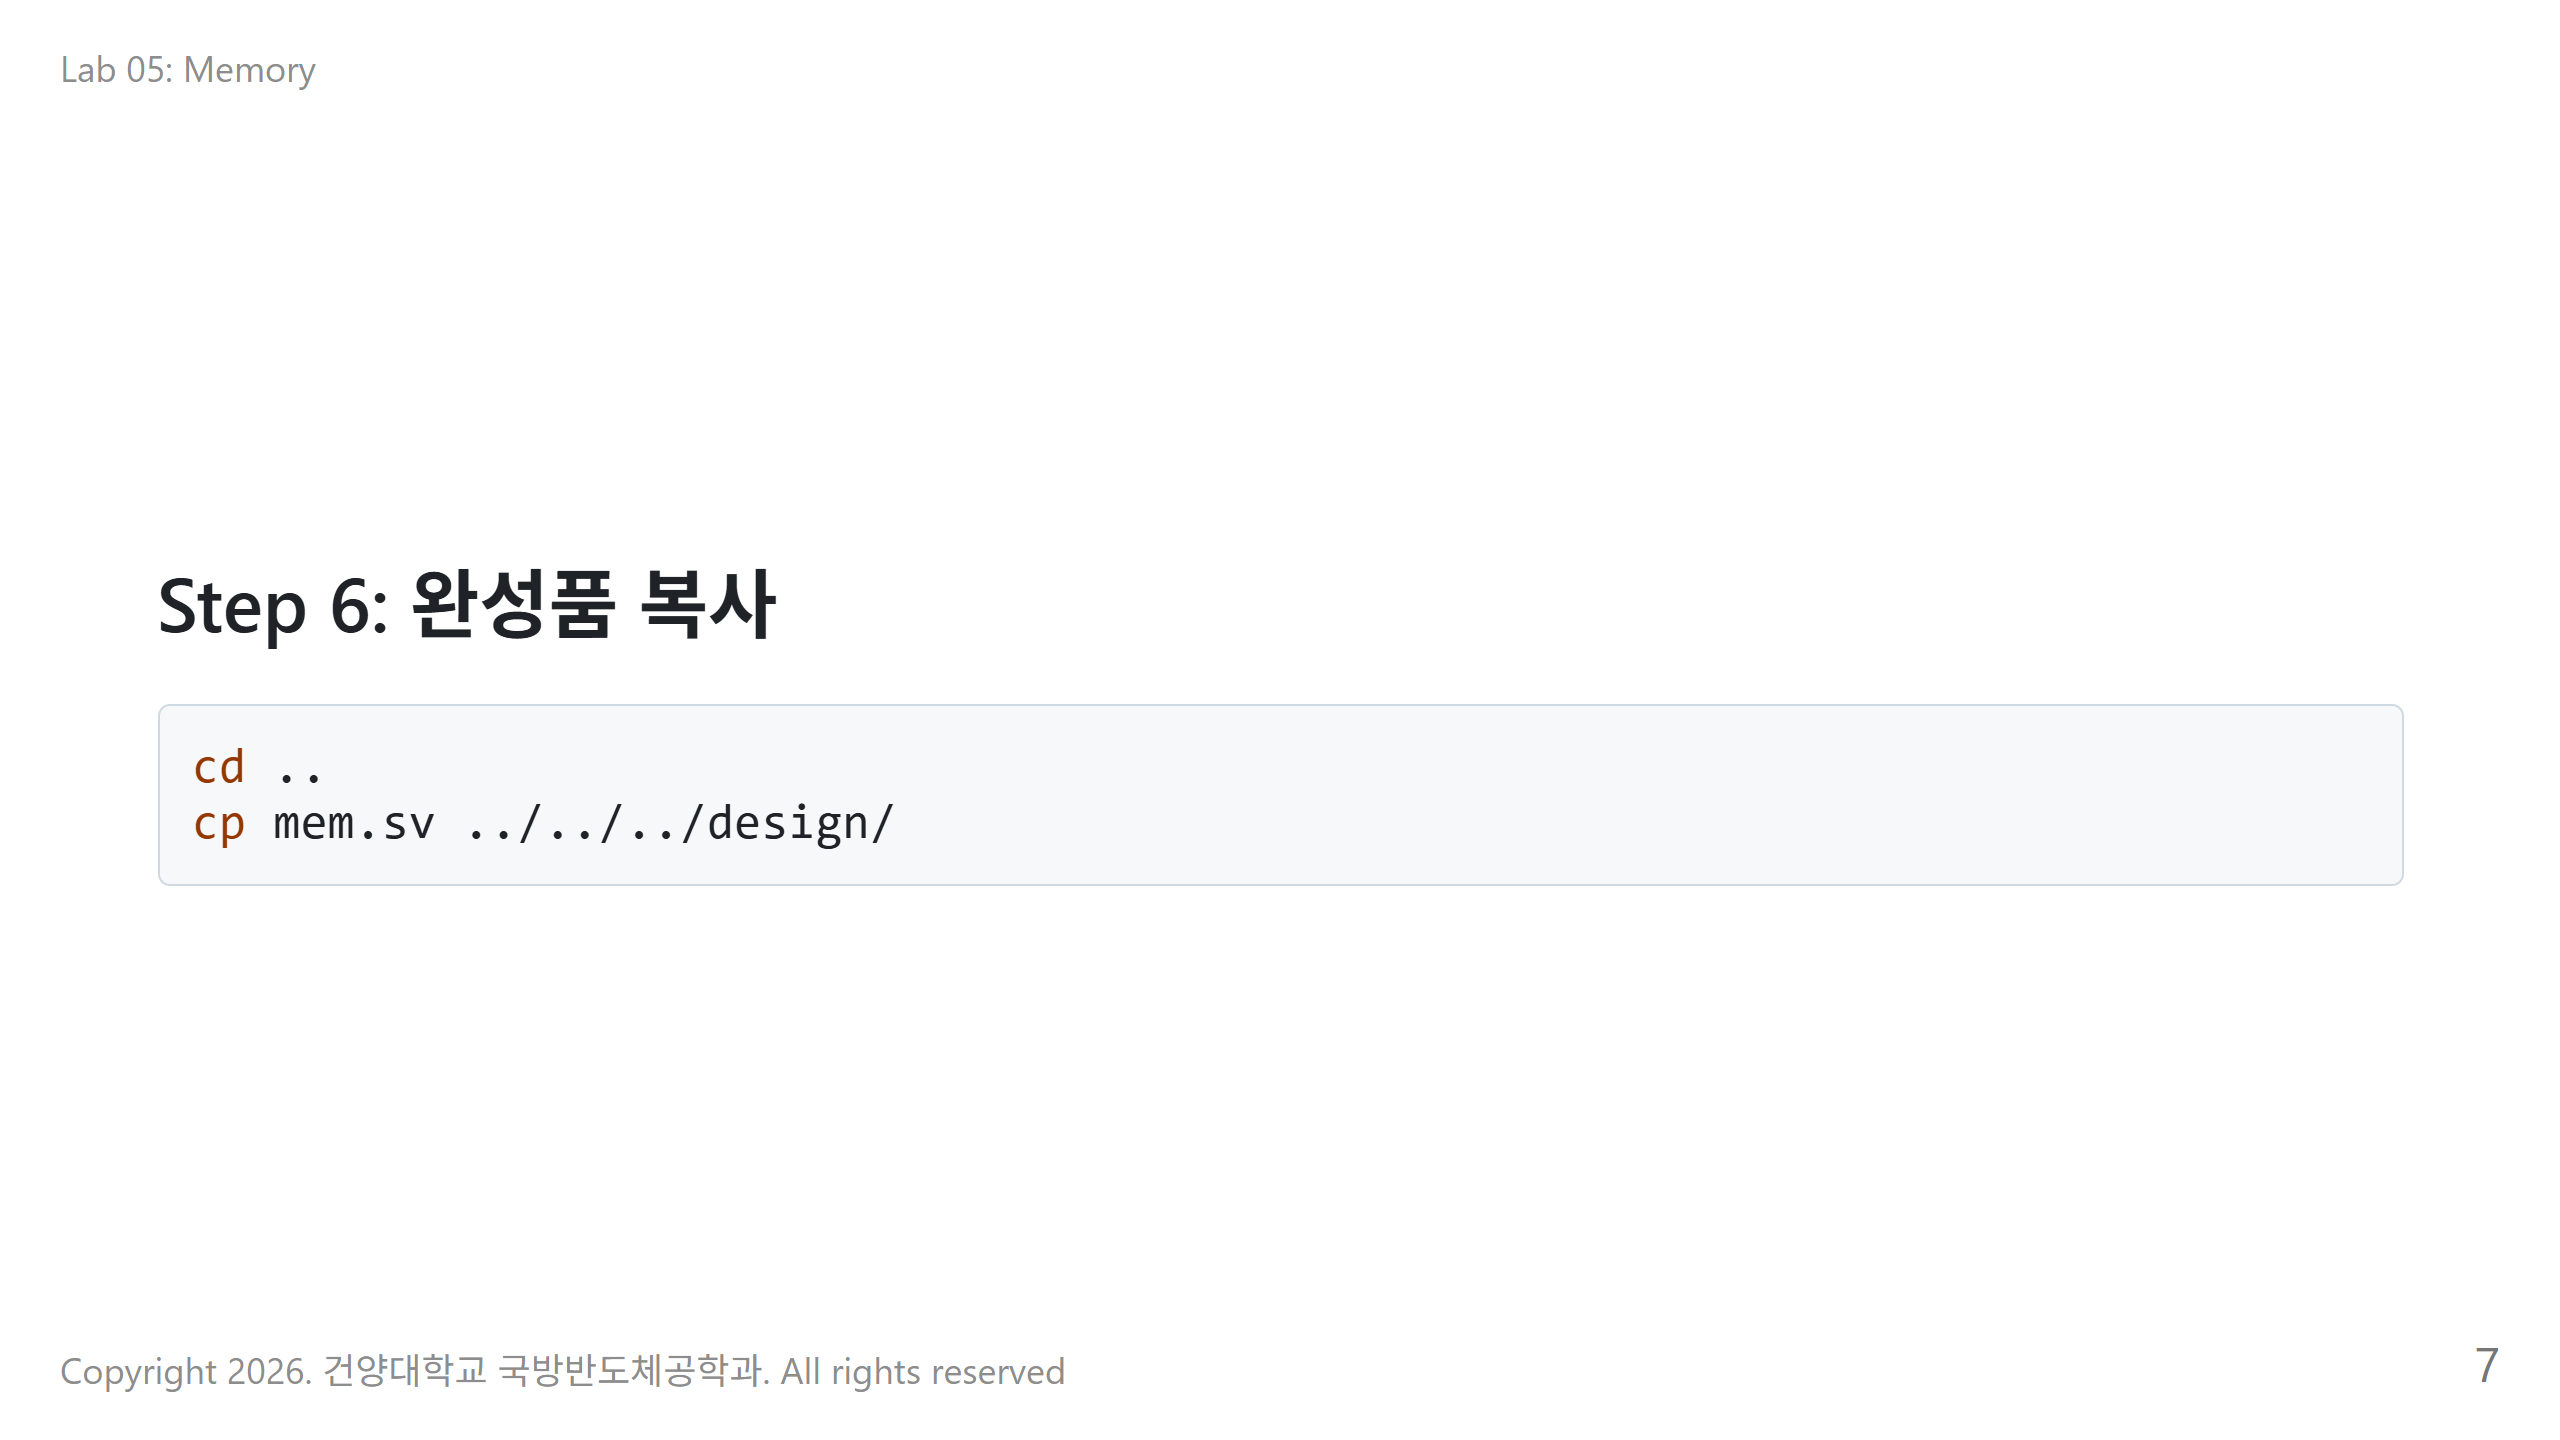 Lab 05: Memory
Step 6: 완성품 복사
cd ..
cp mem.sv ../../../design/
Copyright 2026. 건양대학교 국방반도체공학과. All rights reserved
7